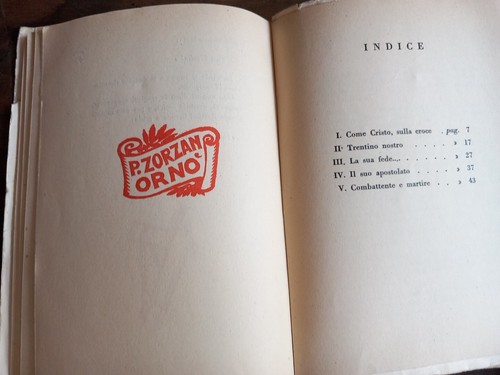 P. ZORZAN
ORNÒ
INDICE
I. Come Cristo, sulla croce . pag. 7
II· Trentino nostro . . . . . » 17
III. La sua fede... . . . . . » 27
IV. Il suo apostolato . . . . . » 37
V. Combattente e martire . . » 43